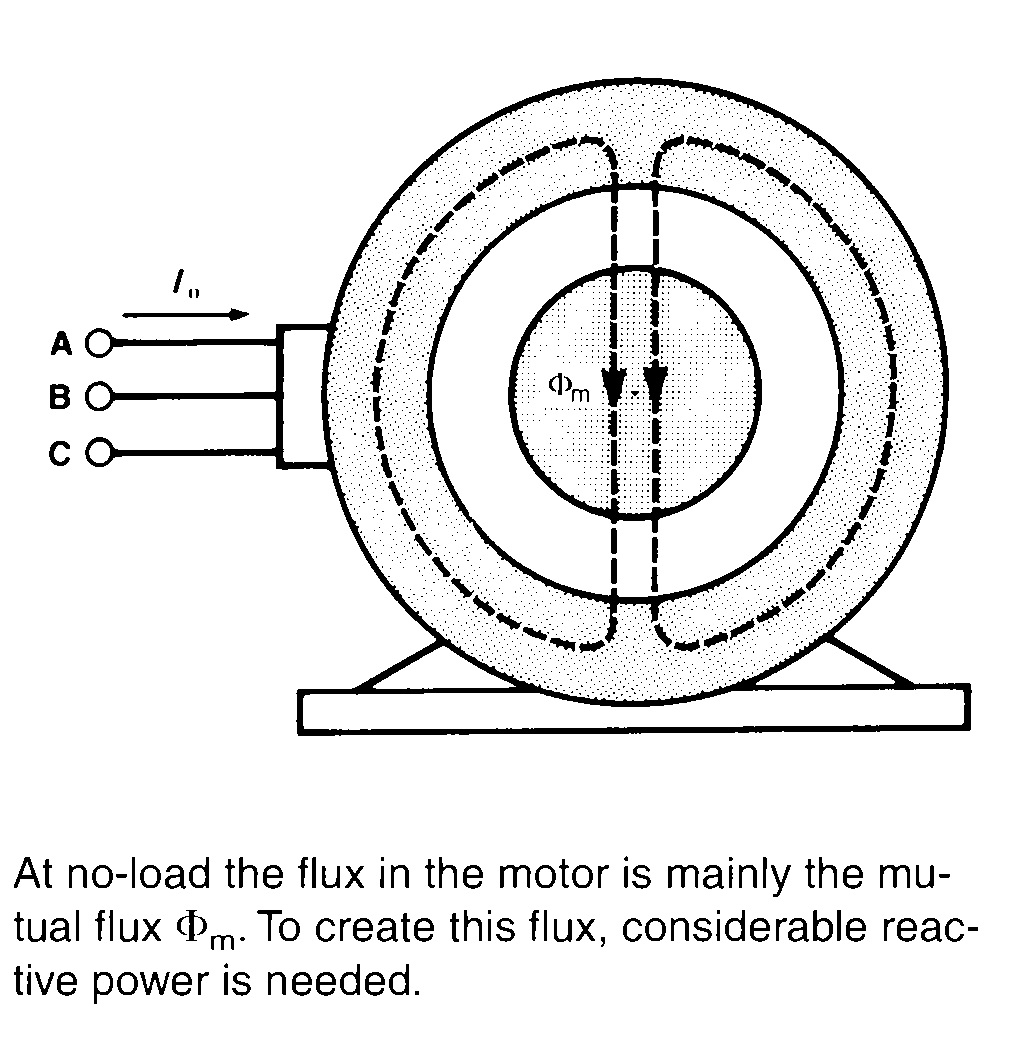 I₀
A
B
C
Φm
At no-load the flux in the motor is mainly the mu-
tual flux Φm. To create this flux, considerable reac-
tive power is needed.